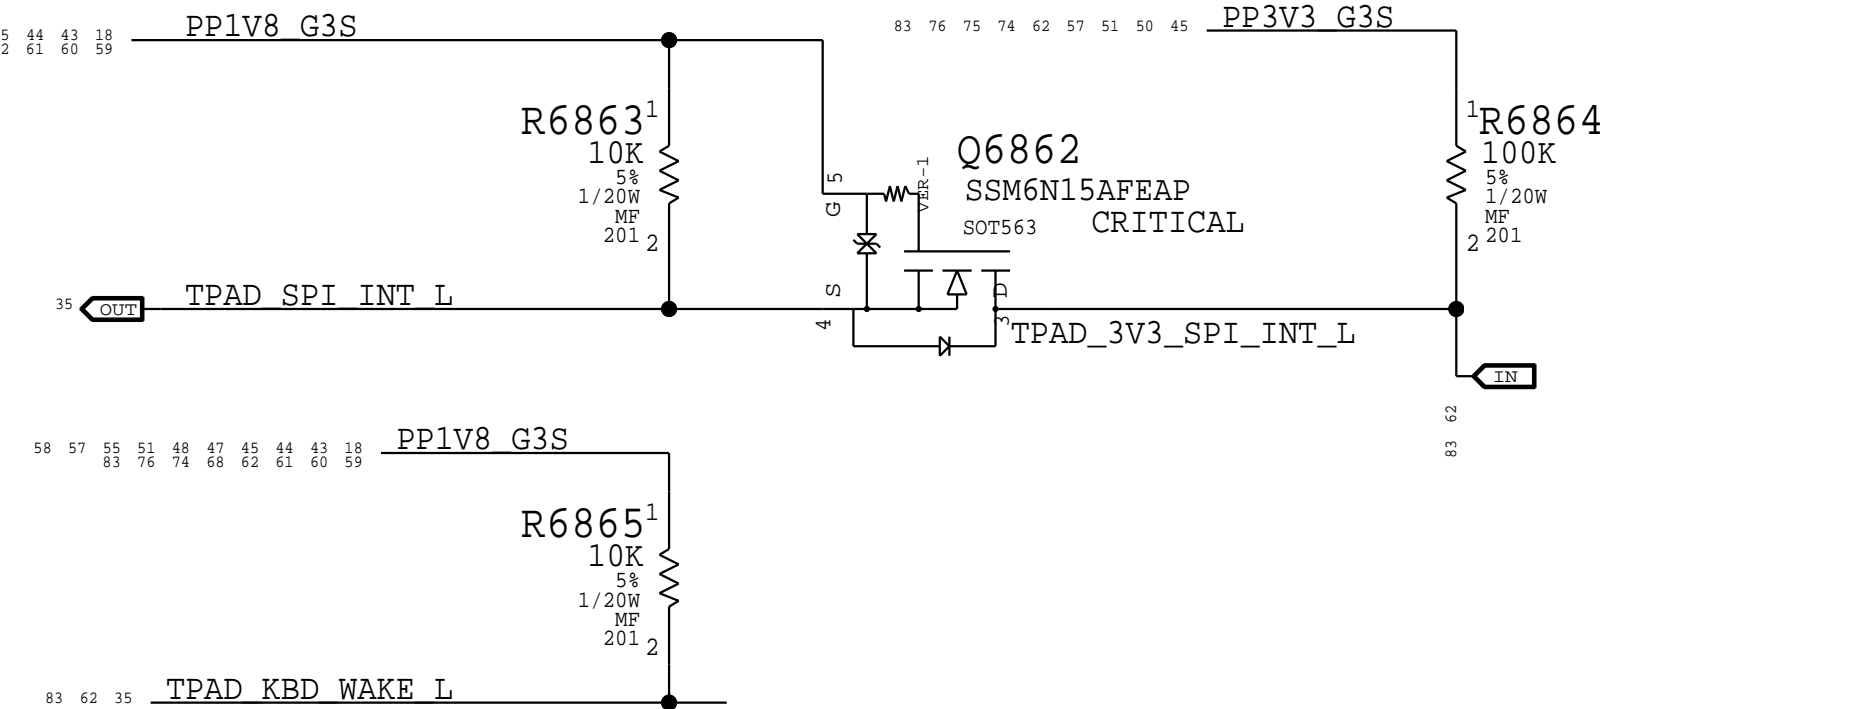 PP1V8_G3S
5 44 43 18
2 61 60 59
83 76 75 74 62 57 51 50 45
PP3V3_G3S
R6863
1
10K
5%
1/20W
MF
201
2
Q6862
SSM6N15AFEAP
CRITICAL
SOT563
VER-1
5
G
S
4
D
3
1
R6864
100K
5%
1/20W
MF
201
2
35
OUT
TPAD_SPI_INT_L
TPAD_3V3_SPI_INT_L
IN
83 62
58 57 55 51 48 47 45 44 43 18
83 76 74 68 62 61 60 59
PP1V8_G3S
R6865
1
10K
5%
1/20W
MF
201
2
83 62 35
TPAD_KBD_WAKE_L